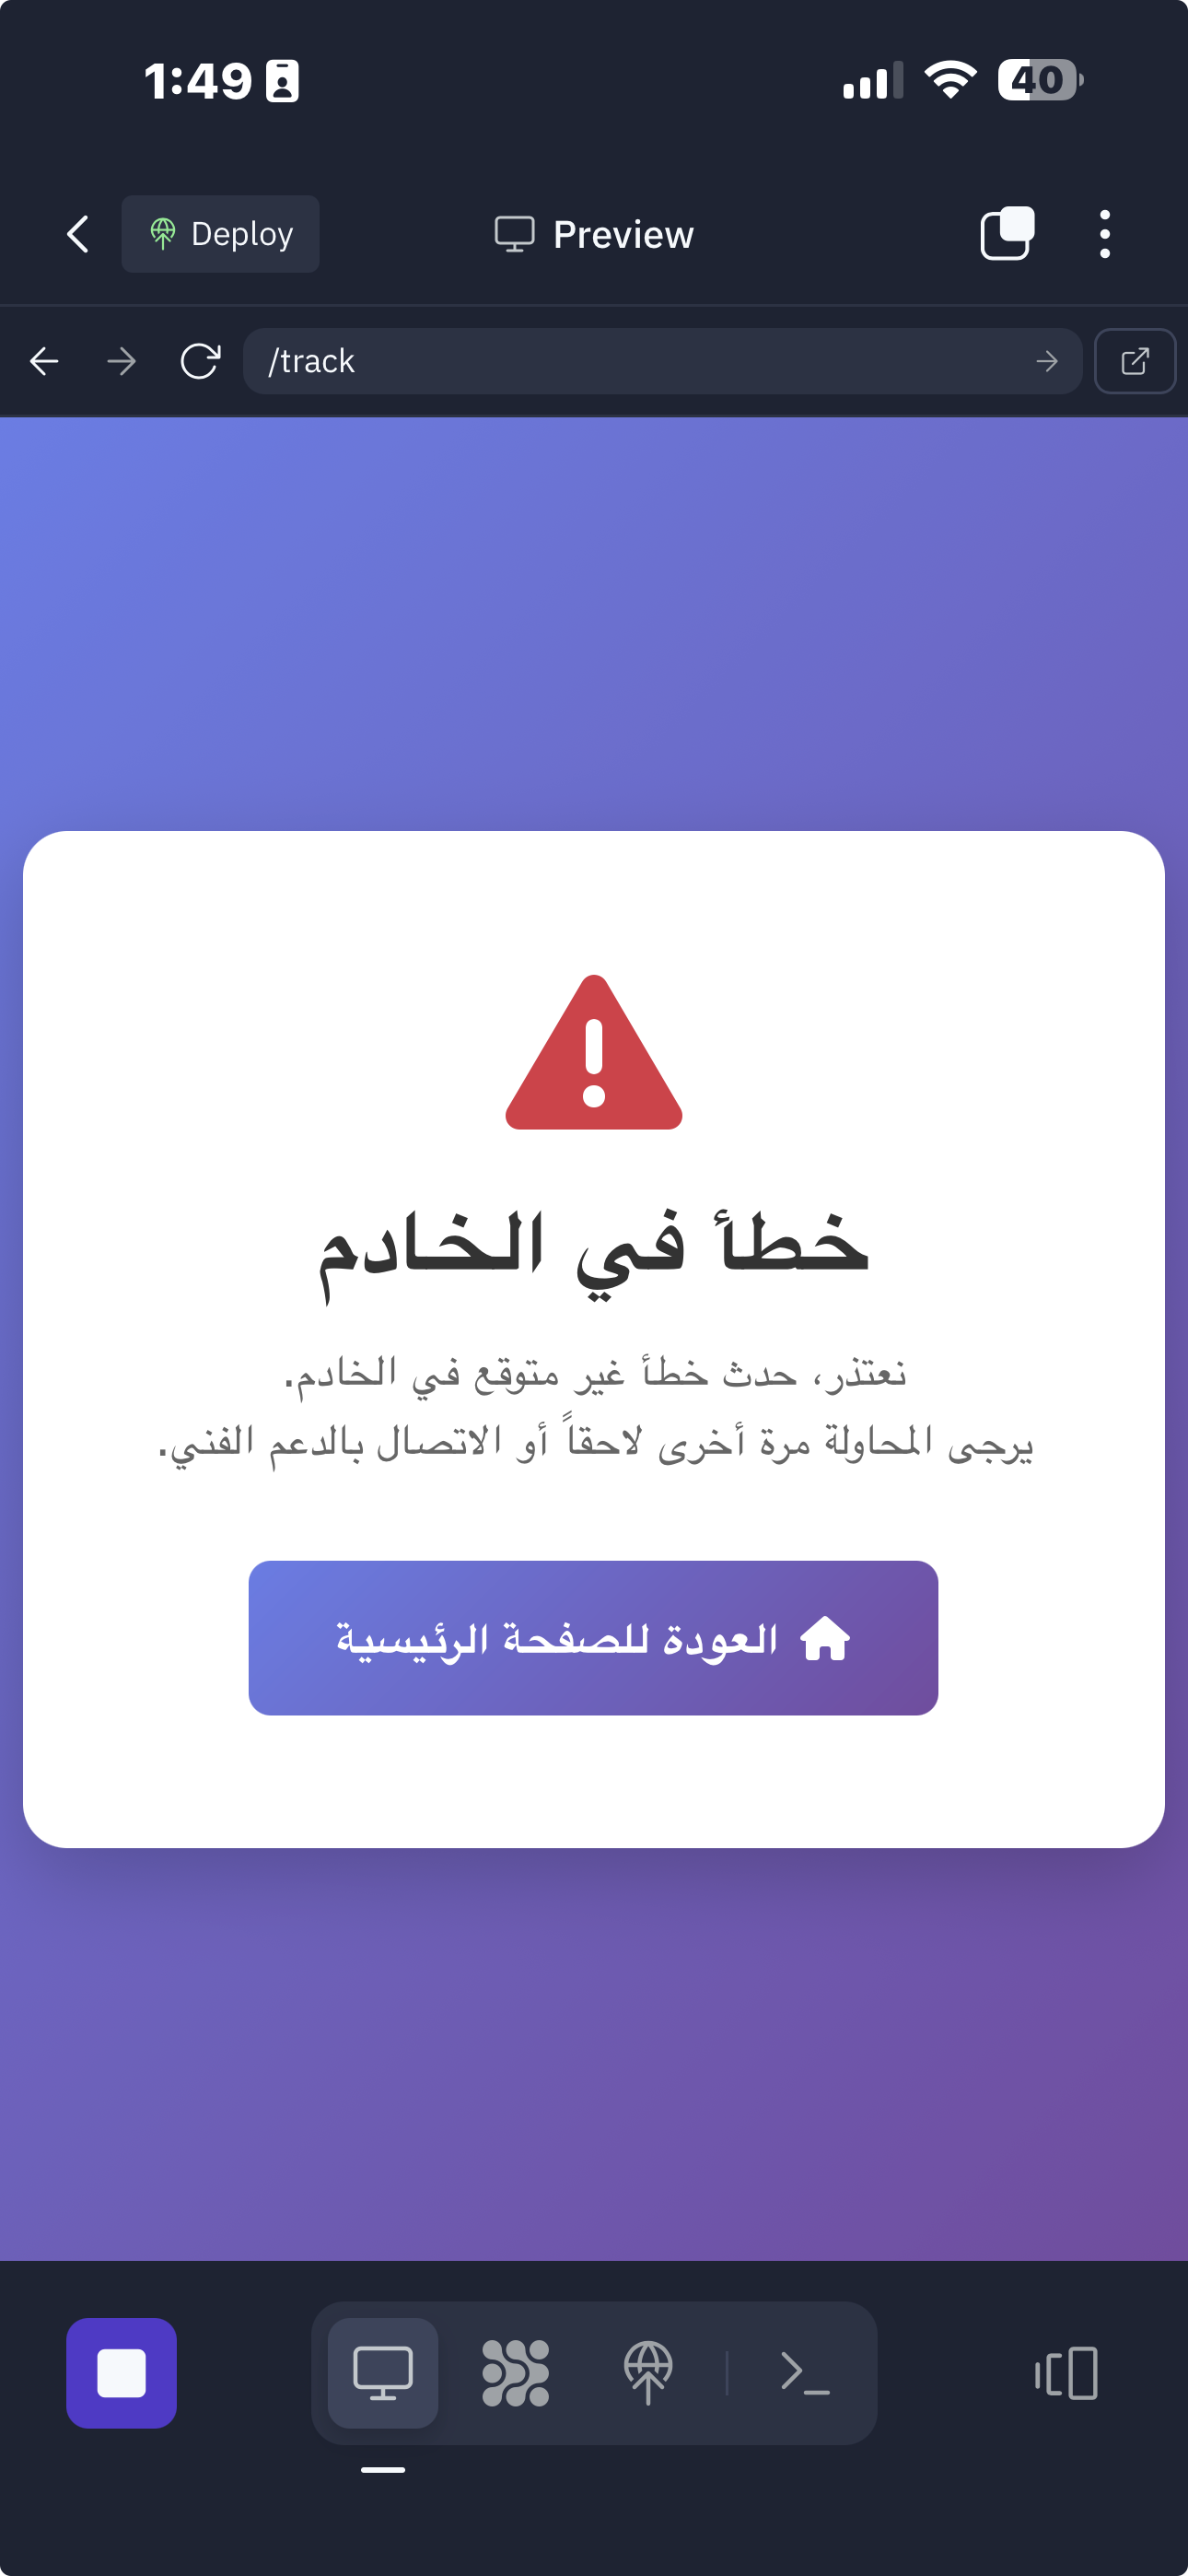 1:49
40
Deploy
Preview
/track
خطأ في الخادم
نعتذر، حدث خطأ غير متوقع في الخادم.
يرجى المحاولة مرة أخرى لاحقاً أو الاتصال بالدعم الفني.
العودة للصفحة الرئيسية